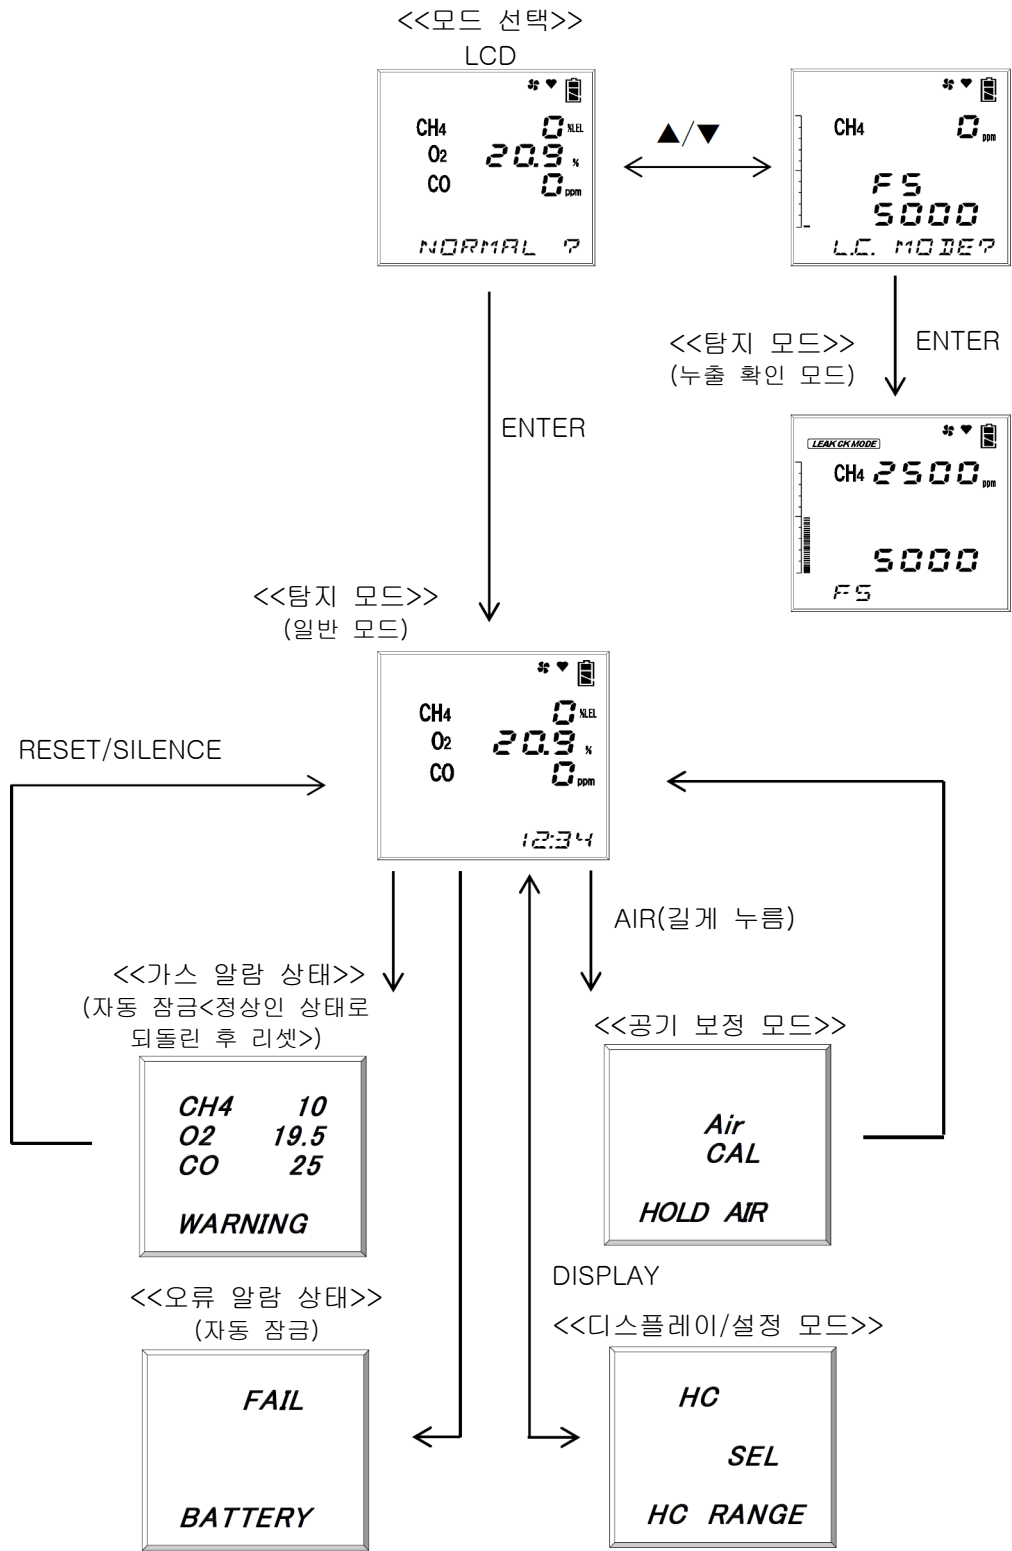 <<모드 선택>>
LCD
CH4 0 %LEL
O2 20.9 %
CO 0 ppm
NORMAL ?
▲/▼
CH4 0 ppm
FS
5000
L.C. MODE?
ENTER
<<탐지 모드>>
(누출 확인 모드)
LEAK CK MODE
CH4 2500 ppm
5000
FS
ENTER
<<탐지 모드>>
(일반 모드)
CH4 0 %LEL
O2 20.9 %
CO 0 ppm
12:34
RESET/SILENCE
AIR(길게 누름)
<<가스 알람 상태>>
(자동 잠금<정상인 상태로
되돌린 후 리셋>)
CH4 10
O2 19.5
CO 25
WARNING
<<공기 보정 모드>>
Air
CAL
HOLD AIR
<<오류 알람 상태>>
(자동 잠금)
FAIL
BATTERY
DISPLAY
<<디스플레이/설정 모드>>
HC
SEL
HC RANGE